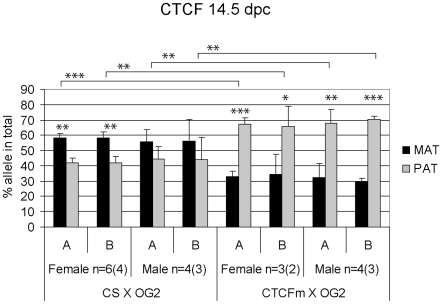 CTCF 14.5 dpc
**
**
**
***
% allele in total
90
80
70
60
50
40
30
20
10
0
** ** *** * ** ***
MAT
PAT
A B A B A B A B
Female n=6(4) Male n=4(3) Female n=3(2) Male n=4(3)
CS X OG2 CTCFm X OG2